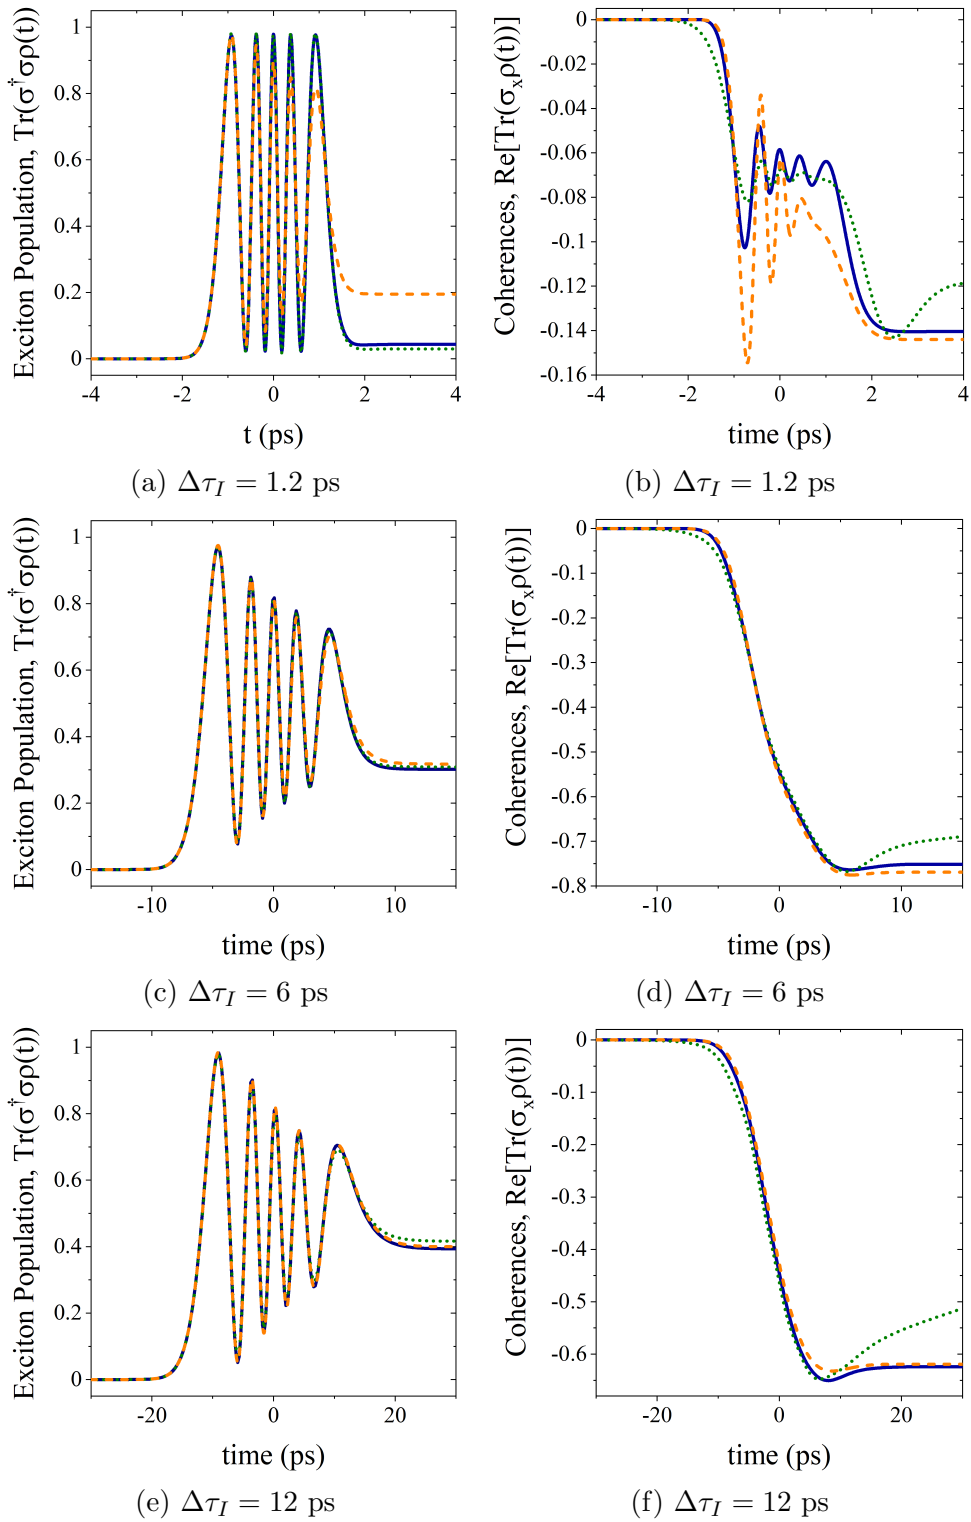 Exciton Population, Tr(σ†σρ(t))
1
0.8
0.6
0.4
0.2
0
-4 -2 0 2 4
t (ps)
(a) Δτ_I = 1.2 ps
Coherences, Re[Tr(σₓρ(t))]
0
-0.04
-0.06
-0.08
-0.1
-0.12
-0.14
-0.16
-4 -2 0 2 4
time (ps)
(b) Δτ_I = 1.2 ps
Exciton Population, Tr(σ†σρ(t))
1
0.8
0.6
0.4
0.2
0
-10 0 10
time (ps)
(c) Δτ_I = 6 ps
Coherences, Re[Tr(σₓρ(t))]
0
-0.1
-0.2
-0.3
-0.4
-0.5
-0.6
-0.7
-0.8
-10 0 10
time (ps)
(d) Δτ_I = 6 ps
Exciton Population, Tr(σ†σρ(t))
1
0.8
0.6
0.4
0.2
0
-20 0 20
time (ps)
(e) Δτ_I = 12 ps
Coherences, Re[Tr(σₓρ(t))]
0
-0.1
-0.2
-0.3
-0.4
-0.5
-0.6
-20 0 20
time (ps)
(f) Δτ_I = 12 ps